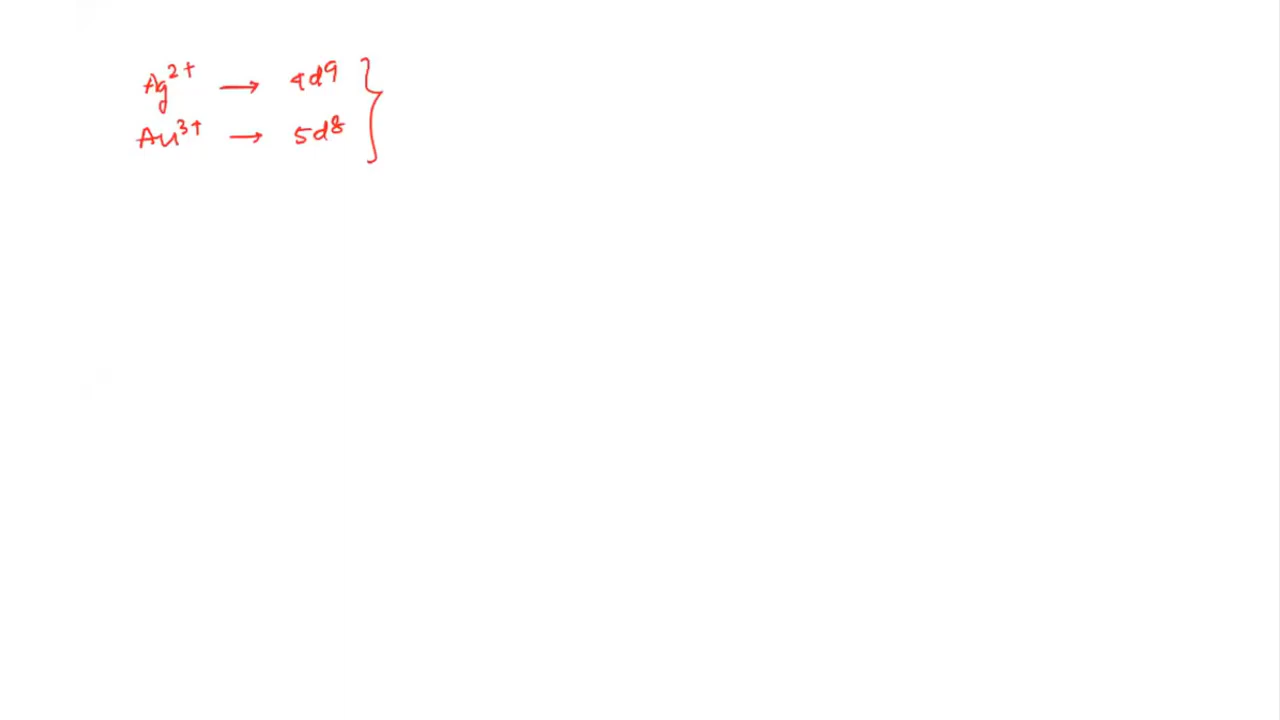 Ag²⁺ → 4d⁹
Au³⁺ → 5d⁸